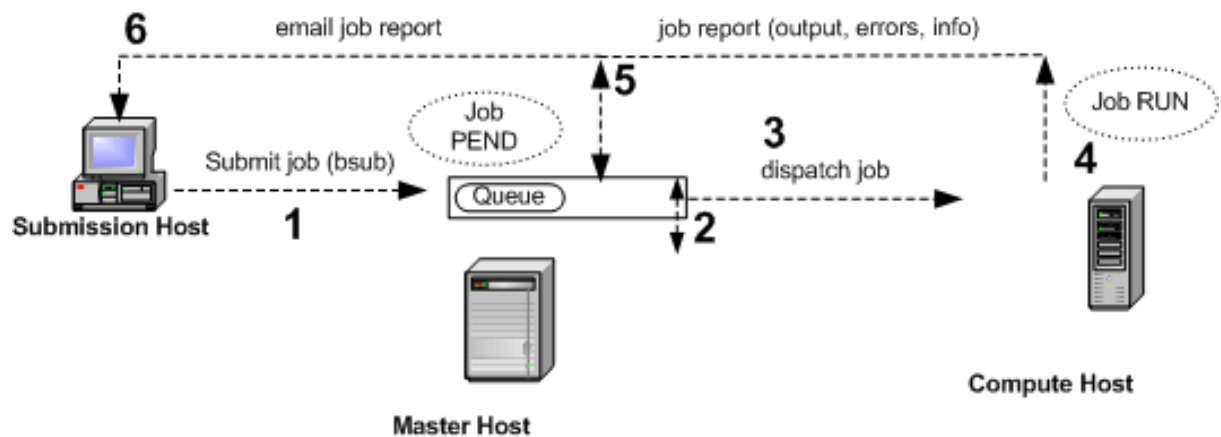 6
email job report
job report (output, errors, info)
5
Job
PEND
3
Job RUN
Submit job (bsub)
dispatch job
4
Queue
Submission Host
1
2
Compute Host
Master Host